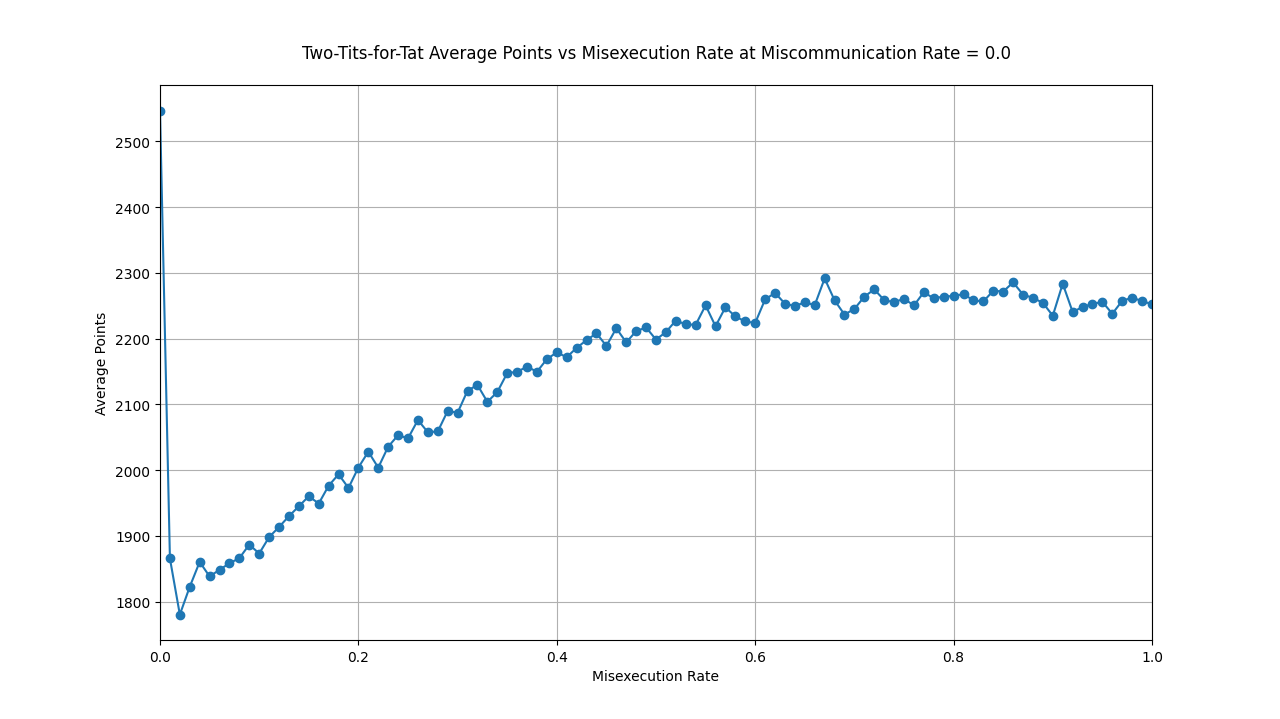 Two-Tits-for-Tat Average Points vs Misexecution Rate at Miscommunication Rate = 0.0
Average Points
2500
2400
2300
2200
2100
2000
1900
1800
0.0 0.2 0.4 0.6 0.8 1.0
Misexecution Rate